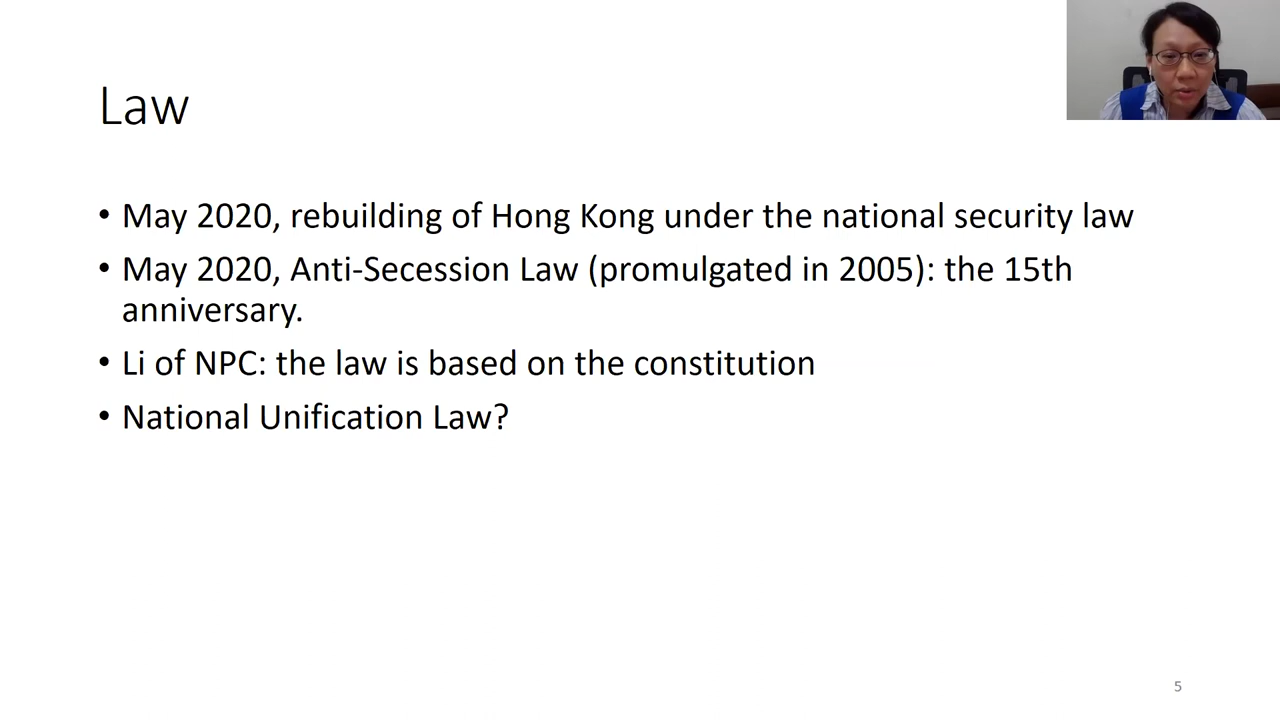 Law
• May 2020, rebuilding of Hong Kong under the national security law
• May 2020, Anti-Secession Law (promulgated in 2005): the 15th
anniversary.
• Li of NPC: the law is based on the constitution
• National Unification Law?
5